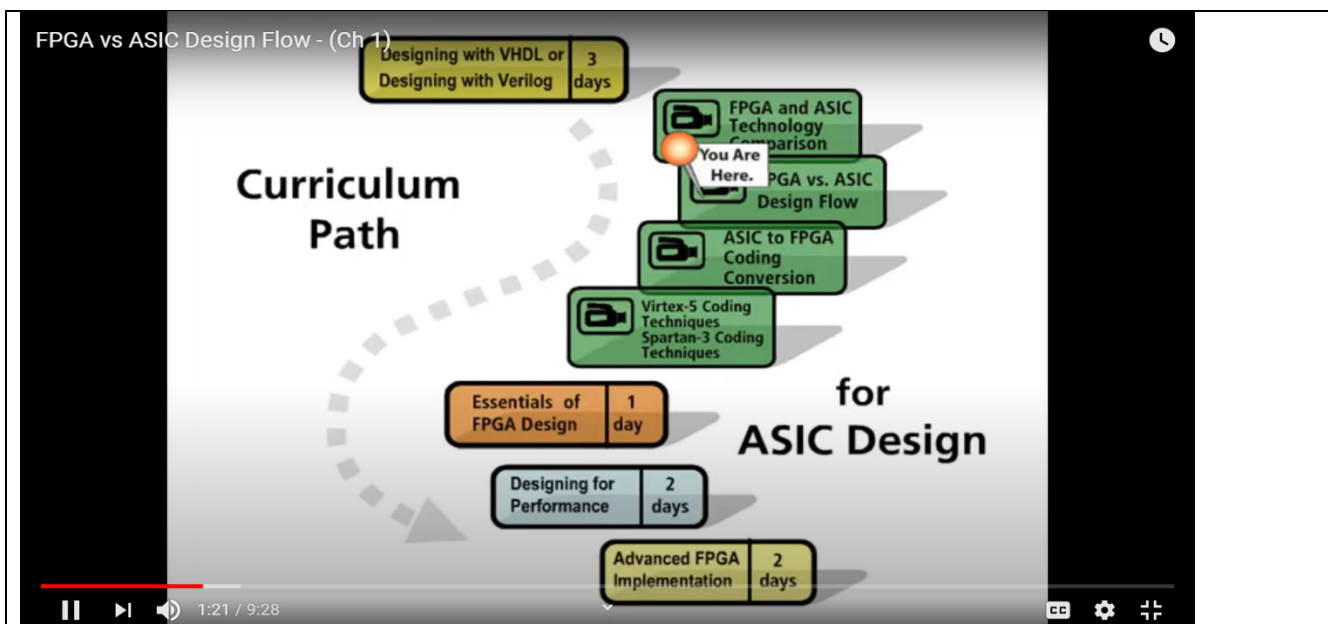 FPGA vs ASIC Design Flow - (Ch 1)
Designing with VHDL or
Designing with Verilog
3
days
FPGA and ASIC
Technology
Comparison
You Are
Here.
FPGA vs. ASIC
Design Flow
Curriculum
Path
ASIC to FPGA
Coding
Conversion
Virtex-5 Coding
Techniques
Spartan-3 Coding
Techniques
Essentials of
FPGA Design
1
day
for
ASIC Design
Designing for
Performance
2
days
Advanced FPGA
Implementation
2
days
1:21 / 9:28
CC